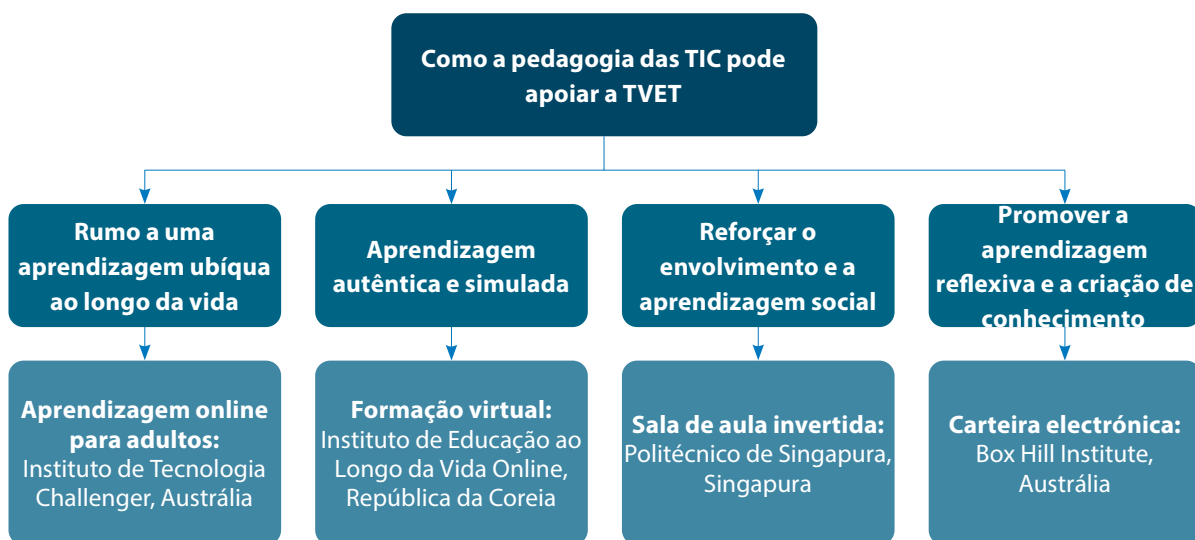 Como a pedagogia das TIC pode
apoiar a TVET
Rumo a uma
aprendizagem ubíqua
ao longo da vida
Aprendizagem
autêntica e simulada
Reforçar o
envolvimento e a
aprendizagem social
Promover a
aprendizagem
reflexiva e a criação de
conhecimento
Aprendizagem online
para adultos:
Instituto de Tecnologia
Challenger, Austrália
Formação virtual:
Instituto de Educação ao
Longo da Vida Online,
República da Coreia
Sala de aula invertida:
Politécnico de Singapura,
Singapura
Carteira electrónica:
Box Hill Institute,
Austrália